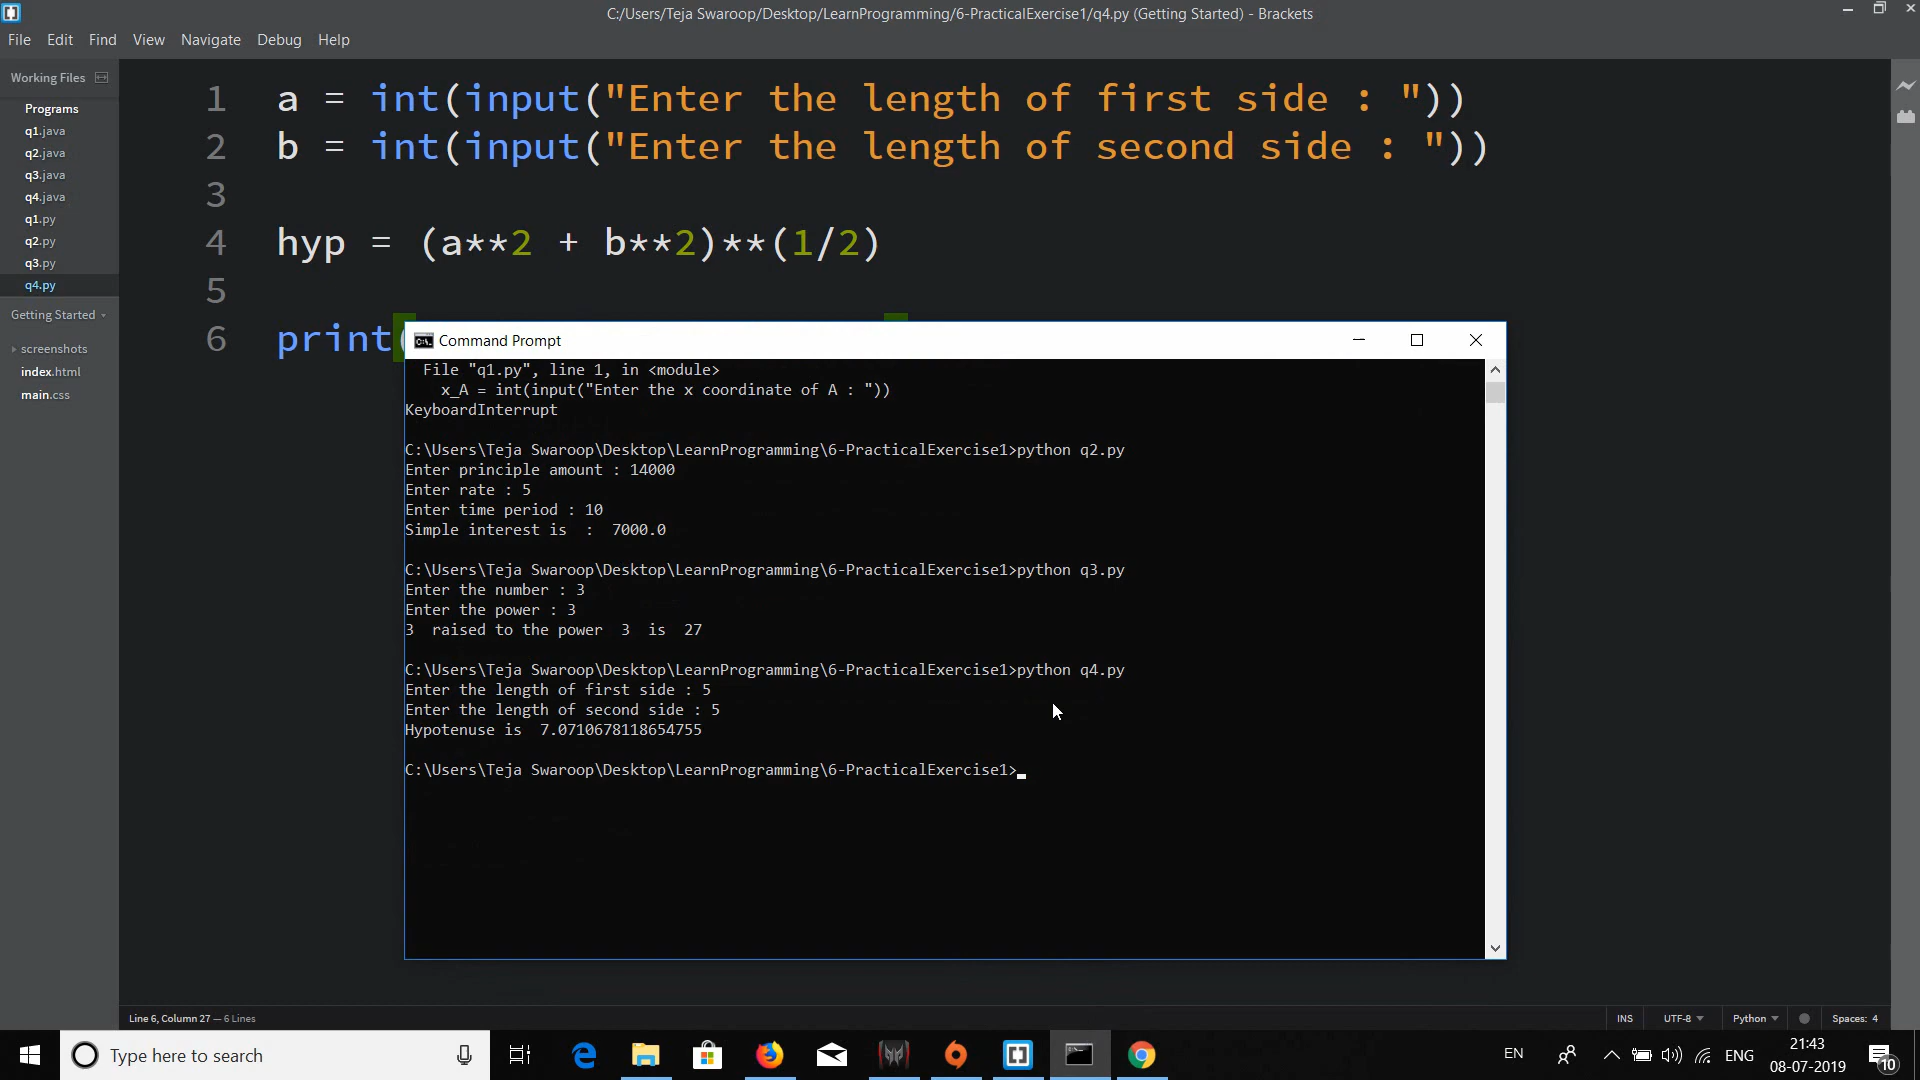 C:/Users/Teja Swaroop/Desktop/LearnProgramming/6-PracticalExercise1/q4.py (Getting Started) - Brackets
File Edit Find View Navigate Debug Help
Working Files
Programs
q1.java
q2.java
q3.java
q4.java
q1.py
q2.py
q3.py
q4.py
Getting Started
screenshots
index.html
main.css
1 a = int(input("Enter the length of first side : "))
2 b = int(input("Enter the length of second side : "))
3
4 hyp = (a**2 + b**2)**(1/2)
5
6 print(
Command Prompt
File "q1.py", line 1, in <module>
x_A = int(input("Enter the x coordinate of A : "))
KeyboardInterrupt
C:\Users\Teja Swaroop\Desktop\LearnProgramming\6-PracticalExercise1>python q2.py
Enter principle amount : 14000
Enter rate : 5
Enter time period : 10
Simple interest is  :  7000.0
C:\Users\Teja Swaroop\Desktop\LearnProgramming\6-PracticalExercise1>python q3.py
Enter the number : 3
Enter the power : 3
3  raised to the power  3  is  27
C:\Users\Teja Swaroop\Desktop\LearnProgramming\6-PracticalExercise1>python q4.py
Enter the length of first side : 5
Enter the length of second side : 5
Hypotenuse is  7.0710678118654755
C:\Users\Teja Swaroop\Desktop\LearnProgramming\6-PracticalExercise1>
Line 6, Column 27 — 6 Lines
INS UTF-8 Python Spaces: 4
Type here to search
EN
ENG
21:43
08-07-2019
10